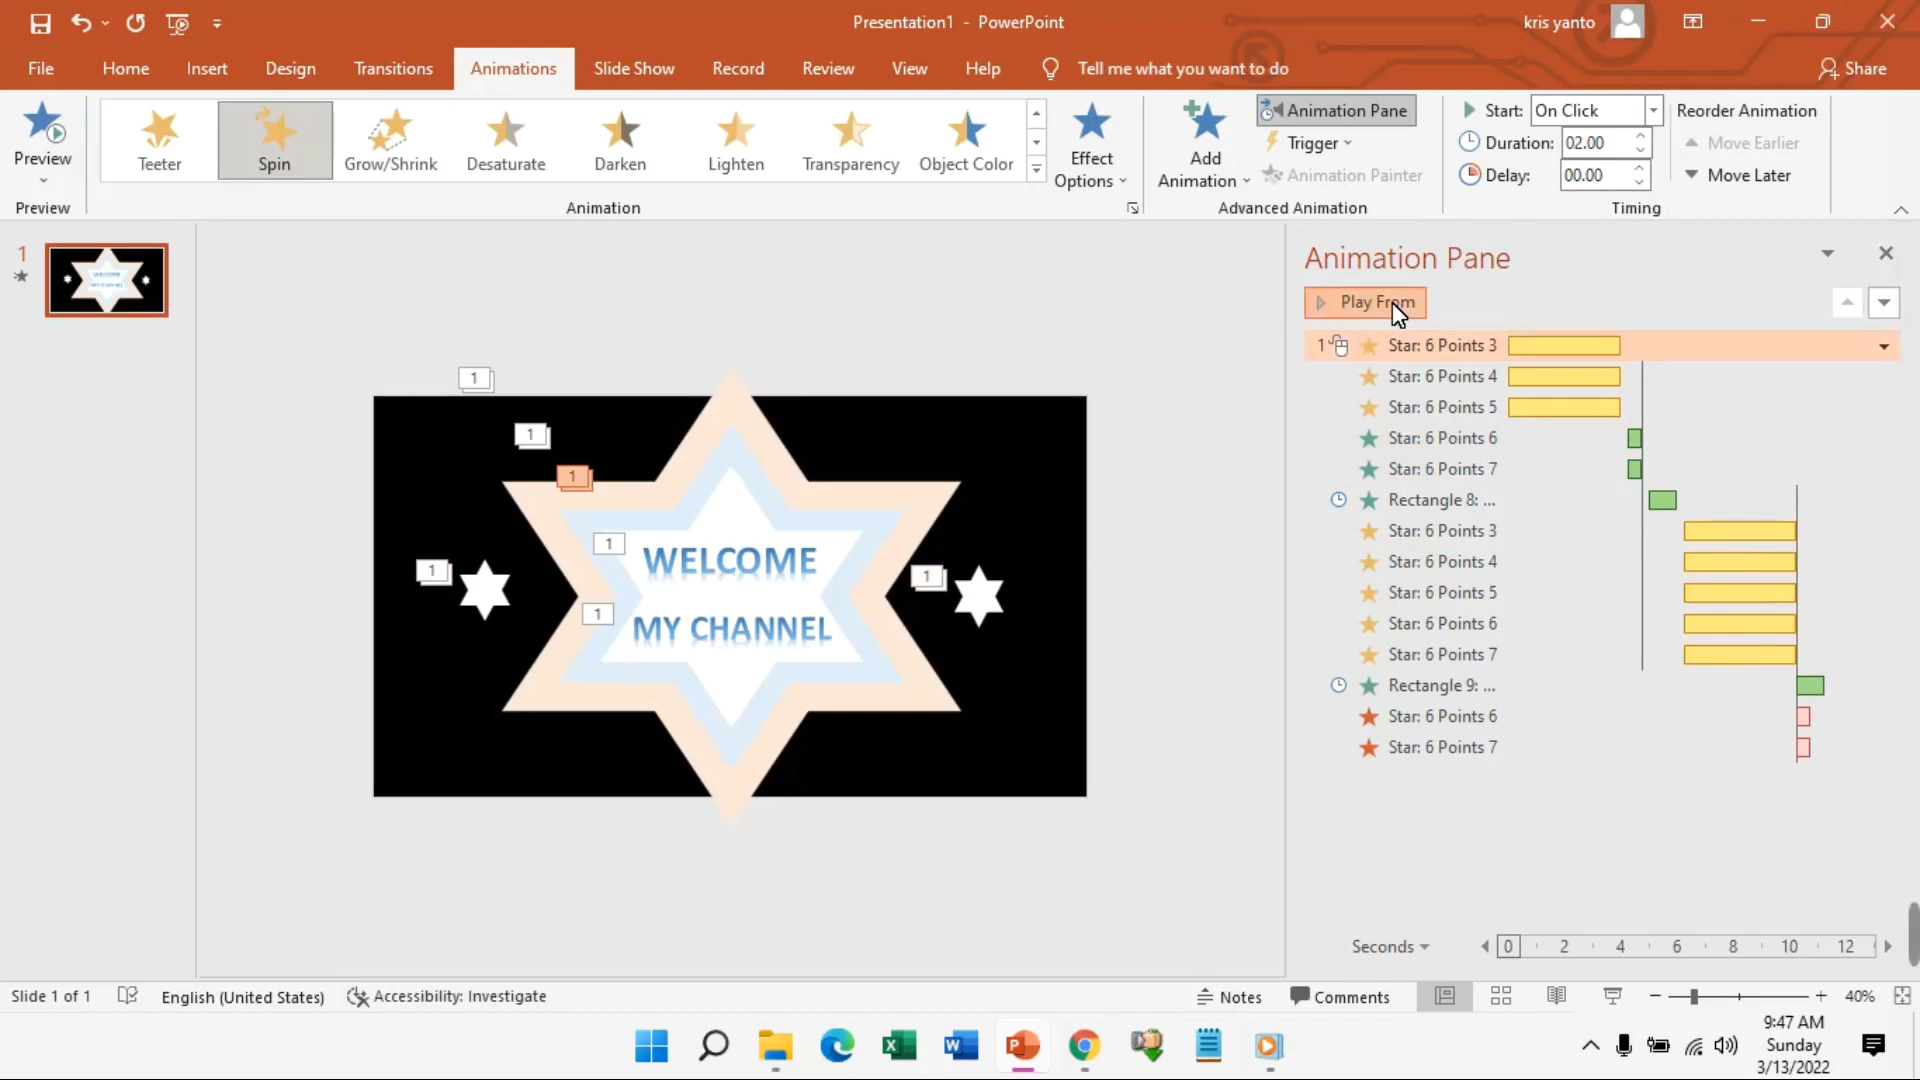 Presentation1 - PowerPoint
kris yanto
File Home Insert Design Transitions Animations Slide Show Record Review View Help Tell me what you want to do Share
Preview
Preview
Teeter
Spin
Grow/Shrink
Desaturate
Darken
Lighten
Transparency
Object Color
Animation
Effect
Options
Add
Animation
Animation Pane
Trigger
Animation Painter
Advanced Animation
Start: On Click
Duration: 02.00
Delay: 00.00
Reorder Animation
Move Earlier
Move Later
Timing
1
1
1
1
1
1
1
1
WELCOME
MY CHANNEL
WELCOME
MY CHANNEL
Animation Pane
Play From
1 Star: 6 Points 3
Star: 6 Points 4
Star: 6 Points 5
Star: 6 Points 6
Star: 6 Points 7
Rectangle 8: ...
Star: 6 Points 3
Star: 6 Points 4
Star: 6 Points 5
Star: 6 Points 6
Star: 6 Points 7
Rectangle 9: ...
Star: 6 Points 6
Star: 6 Points 7
Seconds 0 2 4 6 8 10 12
Slide 1 of 1 English (United States) Accessibility: Investigate Notes Comments 40%
9:47 AM
Sunday
3/13/2022